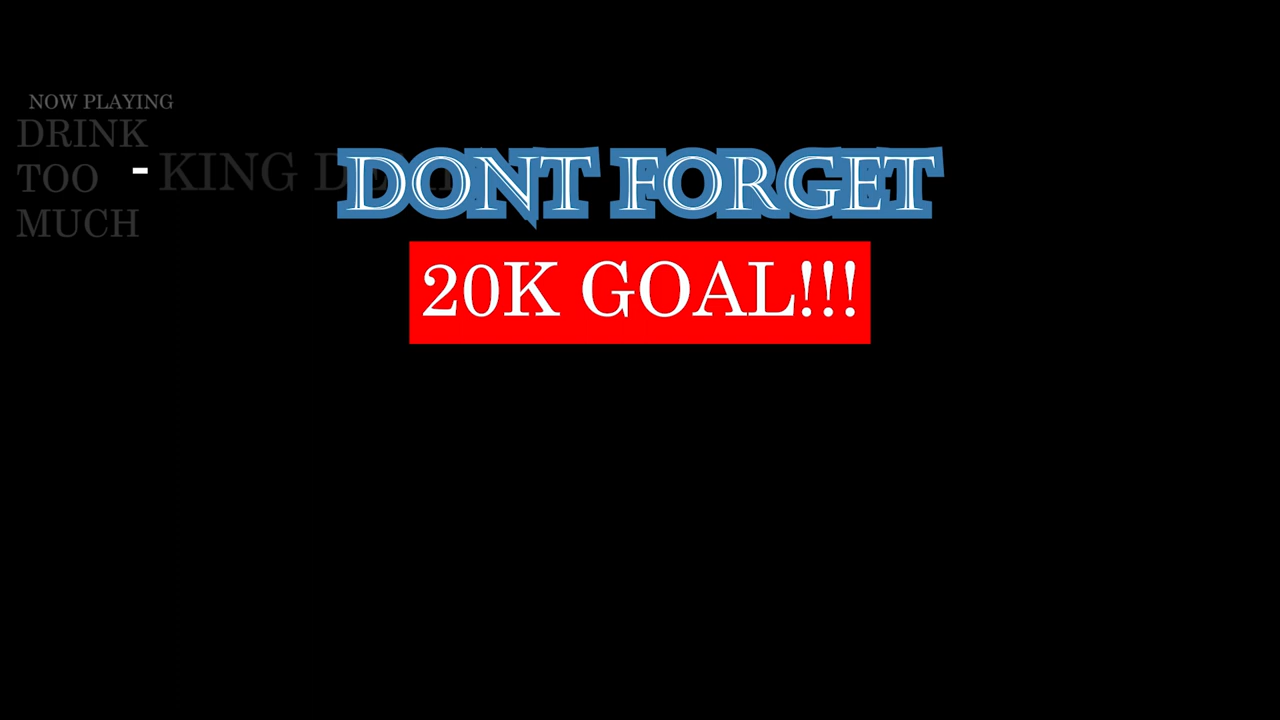 NOW PLAYING
DRINK
TOO
MUCH
- KING
DONT FORGET
20K GOAL!!!